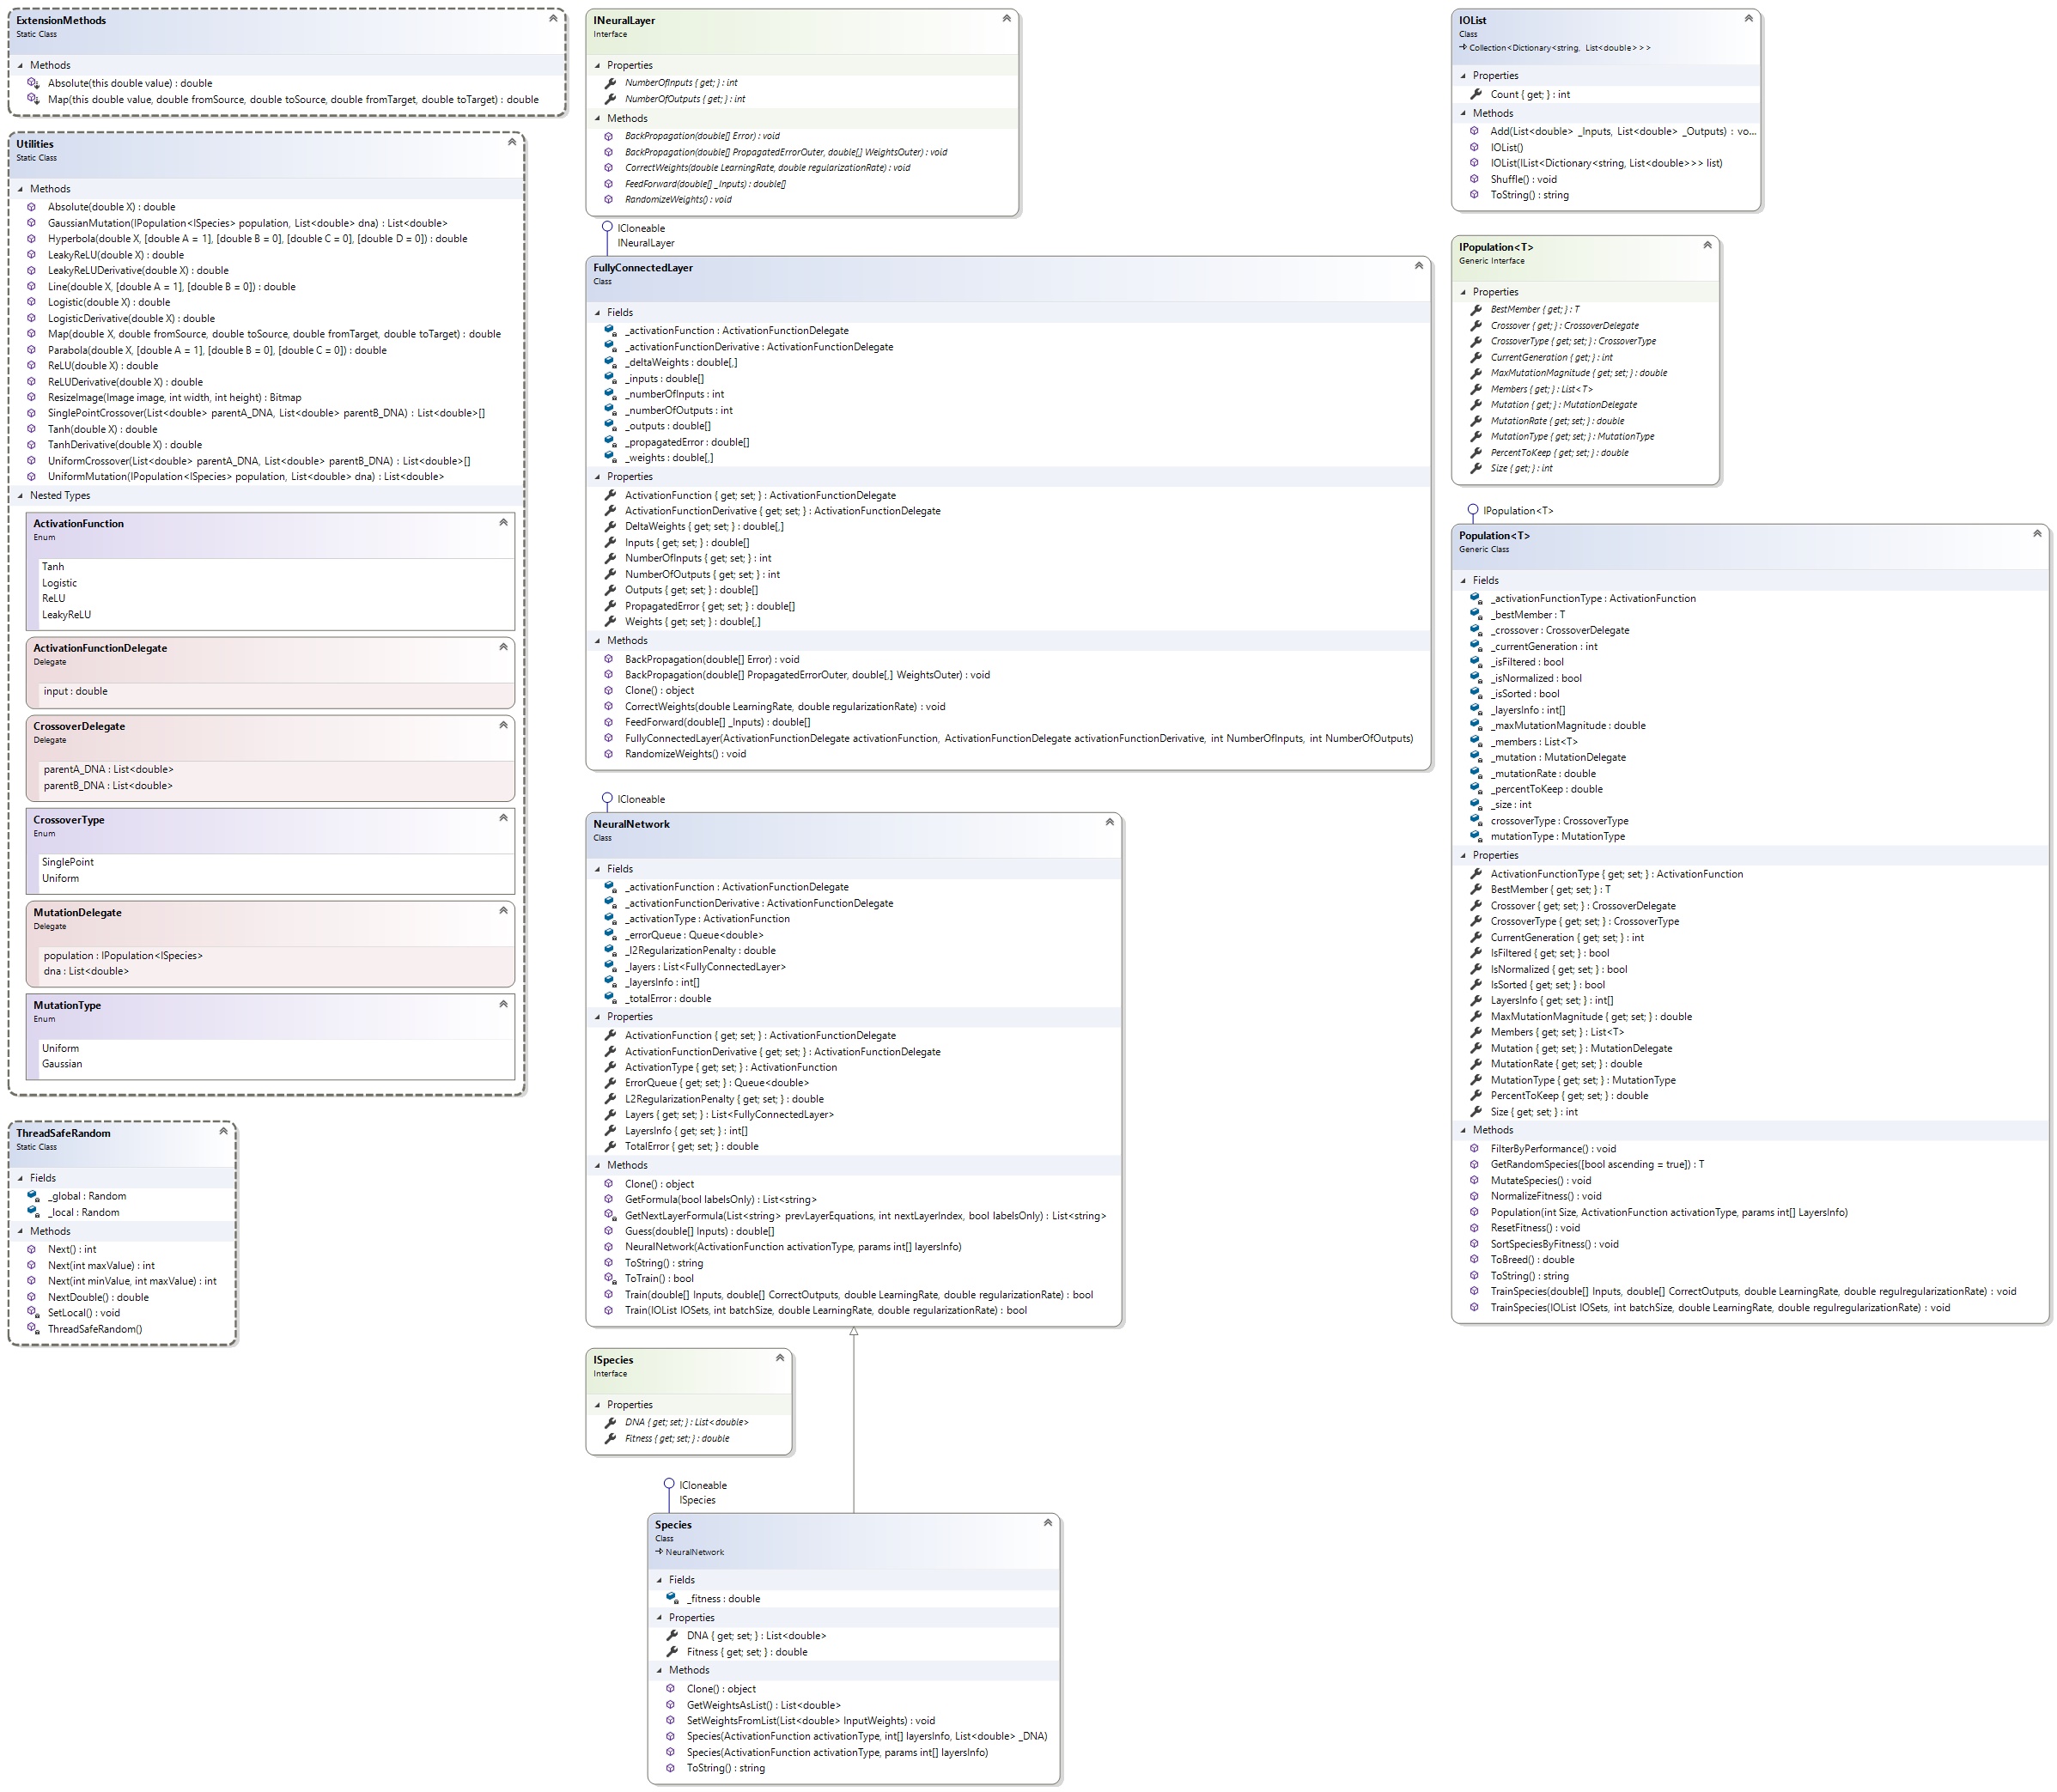 ExtensionMethods
Static Class
Methods
Absolute(this double value) : double
Map(this double value, double fromSource, double toSource, double fromTarget, double toTarget) : double
Utilities
Static Class
Methods
Absolute(double X) : double
GaussianMutation(IPopulation<ISpecies> population, List<double> dna) : List<double>
Hyperbola(double X, [double A = 1], [double B = 0], [double C = 0], [double D = 0]) : double
LeakyReLU(double X) : double
LeakyReLUDerivative(double X) : double
Line(double X, [double A = 1], [double B = 0]) : double
Logistic(double X) : double
LogisticDerivative(double X) : double
Map(double X, double fromSource, double toSource, double fromTarget, double toTarget) : double
Parabola(double X, [double A = 1], [double B = 0], [double C = 0]) : double
ReLU(double X) : double
ReLUDerivative(double X) : double
ResizeImage(Image image, int width, int height) : Bitmap
SinglePointCrossover(List<double> parentA_DNA, List<double> parentB_DNA) : List<double>[]
Tanh(double X) : double
TanhDerivative(double X) : double
UniformCrossover(List<double> parentA_DNA, List<double> parentB_DNA) : List<double>[]
UniformMutation(IPopulation<ISpecies> population, List<double> dna) : List<double>
Nested Types
ActivationFunction
Enum
Tanh
Logistic
ReLU
LeakyReLU
ActivationFunctionDelegate
Delegate
input : double
CrossoverDelegate
Delegate
parentA_DNA : List<double>
parentB_DNA : List<double>
CrossoverType
Enum
SinglePoint
Uniform
MutationDelegate
Delegate
population : IPopulation<ISpecies>
dna : List<double>
MutationType
Enum
Uniform
Gaussian
ThreadSafeRandom
Static Class
Fields
_global : Random
_local : Random
Methods
Next() : int
Next(int maxValue) : int
Next(int minValue, int maxValue) : int
NextDouble() : double
SetLocal() : void
ThreadSafeRandom()
INeuralLayer
Interface
Properties
NumberOfInputs { get; } : int
NumberOfOutputs { get; } : int
Methods
BackPropagation(double[] Error) : void
BackPropagation(double[] PropagatedErrorOuter, double[,] WeightsOuter) : void
CorrectWeights(double LearningRate, double regularizationRate) : void
FeedForward(double[] _Inputs) : double[]
RandomizeWeights() : void
ICloneable
INeuralLayer
FullyConnectedLayer
Class
Fields
_activationFunction : ActivationFunctionDelegate
_activationFunctionDerivative : ActivationFunctionDelegate
_deltaWeights : double[,]
_inputs : double[]
_numberOfInputs : int
_numberOfOutputs : int
_outputs : double[]
_propagatedError : double[]
_weights : double[,]
Properties
ActivationFunction { get; set; } : ActivationFunctionDelegate
ActivationFunctionDerivative { get; set; } : ActivationFunctionDelegate
DeltaWeights { get; set; } : double[,]
Inputs { get; set; } : double[]
NumberOfInputs { get; set; } : int
NumberOfOutputs { get; set; } : int
Outputs { get; set; } : double[]
PropagatedError { get; set; } : double[]
Weights { get; set; } : double[,]
Methods
BackPropagation(double[] Error) : void
BackPropagation(double[] PropagatedErrorOuter, double[,] WeightsOuter) : void
Clone() : object
CorrectWeights(double LearningRate, double regularizationRate) : void
FeedForward(double[] _Inputs) : double[]
FullyConnectedLayer(ActivationFunctionDelegate activationFunction, ActivationFunctionDelegate activationFunctionDerivative, int NumberOfInputs, int NumberOfOutputs)
RandomizeWeights() : void
ICloneable
NeuralNetwork
Class
Fields
_activationFunction : ActivationFunctionDelegate
_activationFunctionDerivative : ActivationFunctionDelegate
_activationType : ActivationFunction
_errorQueue : Queue<double>
_l2RegularizationPenalty : double
_layers : List<FullyConnectedLayer>
_layersInfo : int[]
_totalError : double
Properties
ActivationFunction { get; set; } : ActivationFunctionDelegate
ActivationFunctionDerivative { get; set; } : ActivationFunctionDelegate
ActivationType { get; set; } : ActivationFunction
ErrorQueue { get; set; } : Queue<double>
L2RegularizationPenalty { get; set; } : double
Layers { get; set; } : List<FullyConnectedLayer>
LayersInfo { get; set; } : int[]
TotalError { get; set; } : double
Methods
Clone() : object
GetFormula(bool labelsOnly) : List<string>
GetNextLayerFormula(List<string> prevLayerEquations, int nextLayerIndex, bool labelsOnly) : List<string>
Guess(double[] Inputs) : double[]
NeuralNetwork(ActivationFunction activationType, params int[] layersInfo)
ToString() : string
ToTrain() : bool
Train(double[] Inputs, double[] CorrectOutputs, double LearningRate, double regularizationRate) : bool
Train(IOList IOSets, int batchSize, double LearningRate, double regularizationRate) : bool
ISpecies
Interface
Properties
DNA { get; set; } : List<double>
Fitness { get; set; } : double
ICloneable
ISpecies
Species
Class
NeuralNetwork
Fields
_fitness : double
Properties
DNA { get; set; } : List<double>
Fitness { get; set; } : double
Methods
Clone() : object
GetWeightsAsList() : List<double>
SetWeightsFromList(List<double> InputWeights) : void
Species(ActivationFunction activationType, int[] layersInfo, List<double> _DNA)
Species(ActivationFunction activationType, params int[] layersInfo)
ToString() : string
IOList
Class
Collection<Dictionary<string, List<double>>>
Properties
Count { get; } : int
Methods
Add(List<double> _Inputs, List<double> _Outputs) : vo...
IOList()
IOList(IList<Dictionary<string, List<double>>> list)
Shuffle() : void
ToString() : string
IPopulation<T>
Generic Interface
Properties
BestMember { get; } : T
Crossover { get; } : CrossoverDelegate
CrossoverType { get; set; } : CrossoverType
CurrentGeneration { get; } : int
MaxMutationMagnitude { get; set; } : double
Members { get; } : List<T>
Mutation { get; } : MutationDelegate
MutationRate { get; set; } : double
MutationType { get; set; } : MutationType
PercentToKeep { get; set; } : double
Size { get; } : int
IPopulation<T>
Population<T>
Generic Class
Fields
_activationFunctionType : ActivationFunction
_bestMember : T
_crossover : CrossoverDelegate
_currentGeneration : int
_isFiltered : bool
_isNormalized : bool
_isSorted : bool
_layersInfo : int[]
_maxMutationMagnitude : double
_members : List<T>
_mutation : MutationDelegate
_mutationRate : double
_percentToKeep : double
_size : int
crossoverType : CrossoverType
mutationType : MutationType
Properties
ActivationFunctionType { get; set; } : ActivationFunction
BestMember { get; set; } : T
Crossover { get; set; } : CrossoverDelegate
CrossoverType { get; set; } : CrossoverType
CurrentGeneration { get; set; } : int
IsFiltered { get; set; } : bool
IsNormalized { get; set; } : bool
IsSorted { get; set; } : bool
LayersInfo { get; set; } : int[]
MaxMutationMagnitude { get; set; } : double
Members { get; set; } : List<T>
Mutation { get; set; } : MutationDelegate
MutationRate { get; set; } : double
MutationType { get; set; } : MutationType
PercentToKeep { get; set; } : double
Size { get; set; } : int
Methods
FilterByPerformance() : void
GetRandomSpecies([bool ascending = true]) : T
MutateSpecies() : void
NormalizeFitness() : void
Population(int Size, ActivationFunction activationType, params int[] LayersInfo)
ResetFitness() : void
SortSpeciesByFitness() : void
ToBreed() : double
ToString() : string
TrainSpecies(double[] Inputs, double[] CorrectOutputs, double LearningRate, double regulregularizationRate) : void
TrainSpecies(IOList IOSets, int batchSize, double LearningRate, double regulregularizationRate) : void